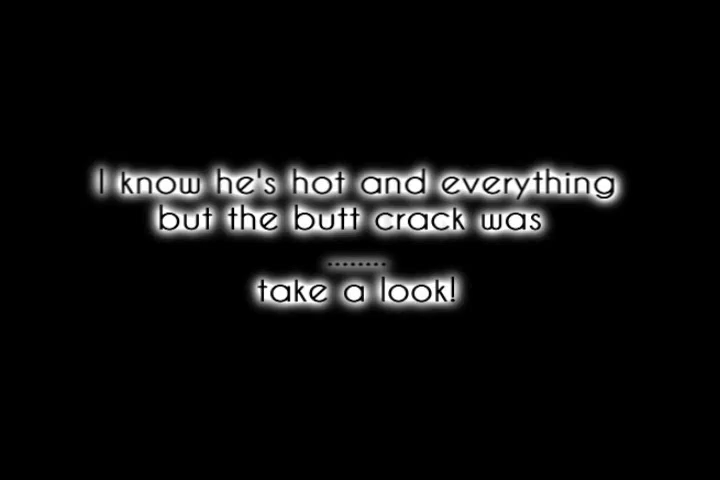 I know he's hot and everything
but the butt crack was
........
take a look!